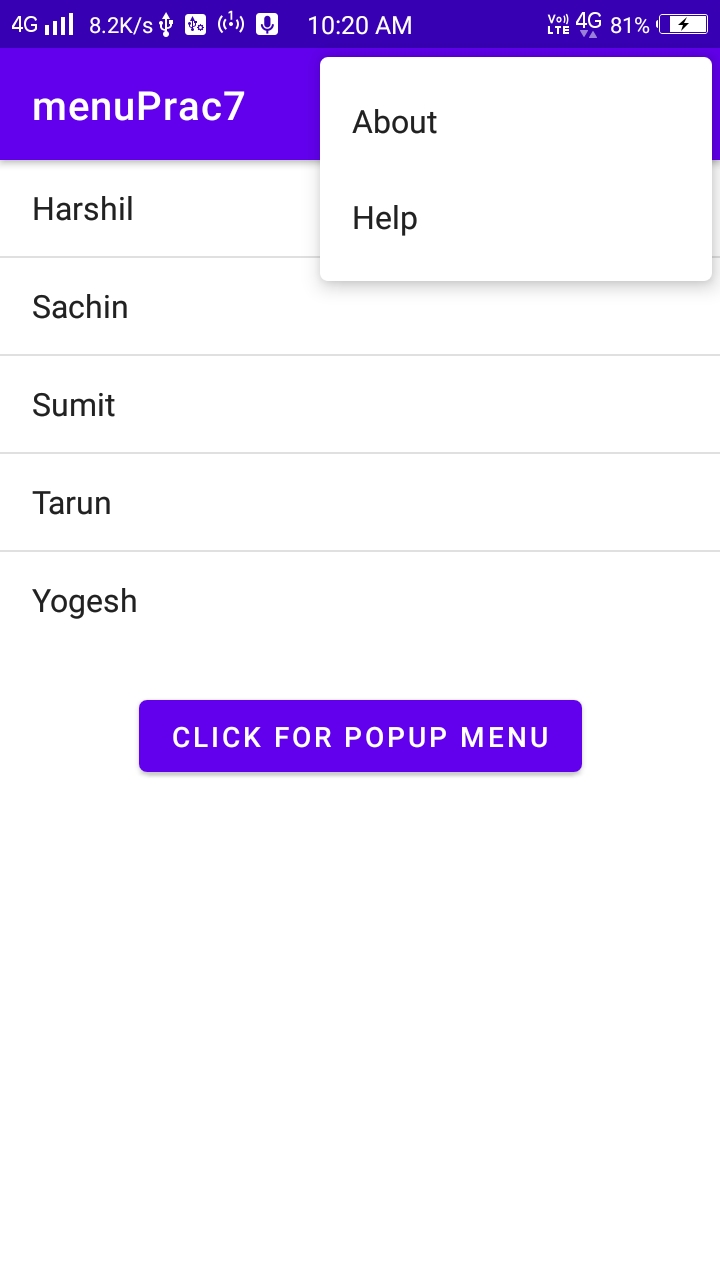 4G 8.2K/s 10:20 AM Vo)) LTE 4G 81%
menuPrac7
About
Help
Harshil
Sachin
Sumit
Tarun
Yogesh
CLICK FOR POPUP MENU